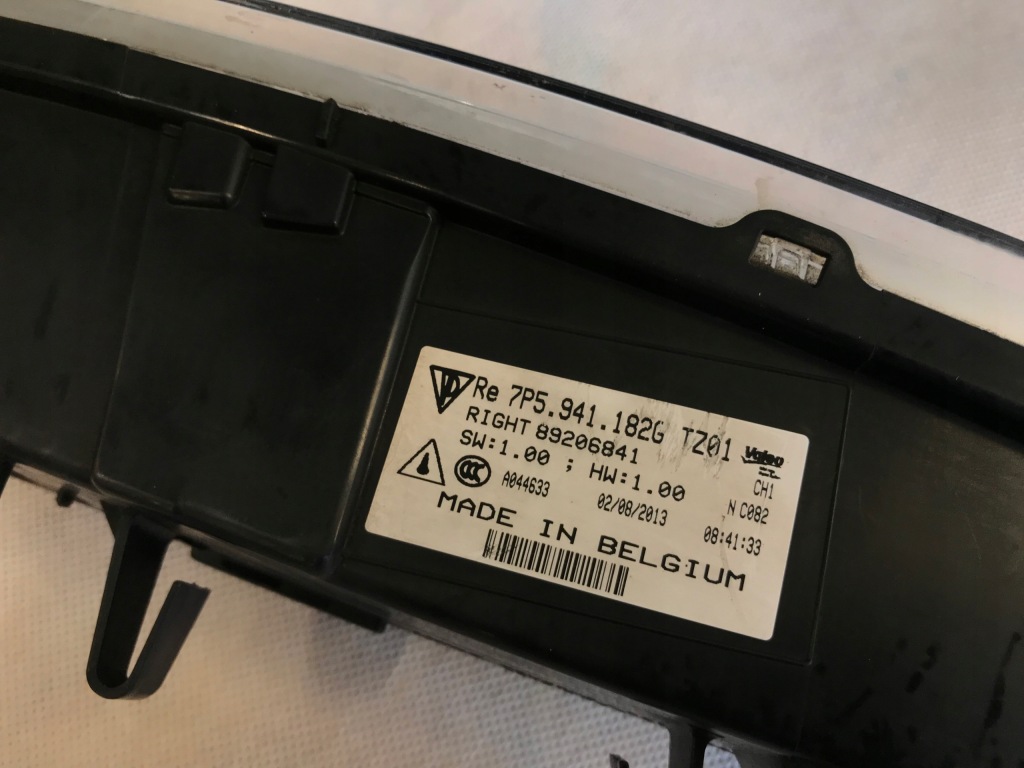 Re 7P5.941.182G TZ01
RIGHT 89206841
Valeo
SW:1.00 ; HW:1.00
CH1
A044633
02/08/2013
N C082
08:41:33
MADE IN BELGIUM